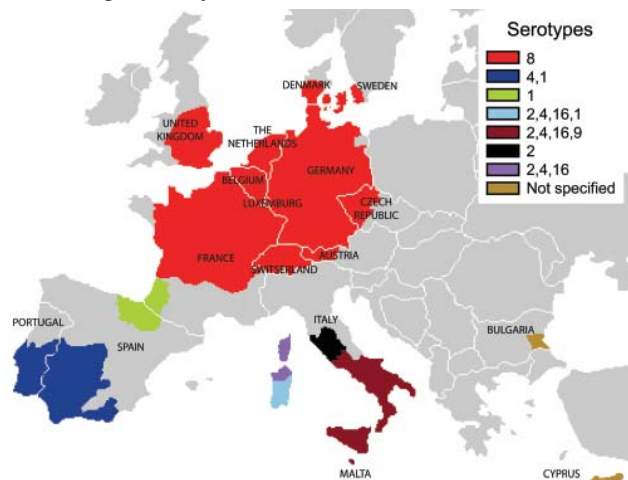 Serotypes
8
4,1
1
2,4,16,1
2,4,16,9
2
2,4,16
Not specified
DENMARK
SWEDEN
UNITED
KINGDOM
THE
NETHERLANDS
BELGIUM
GERMANY
LUXEMBURG
CZECH
REPUBLIC
FRANCE
AUSTRIA
SWITSERLAND
PORTUGAL
SPAIN
ITALY
BULGARIA
MALTA
CYPRUS